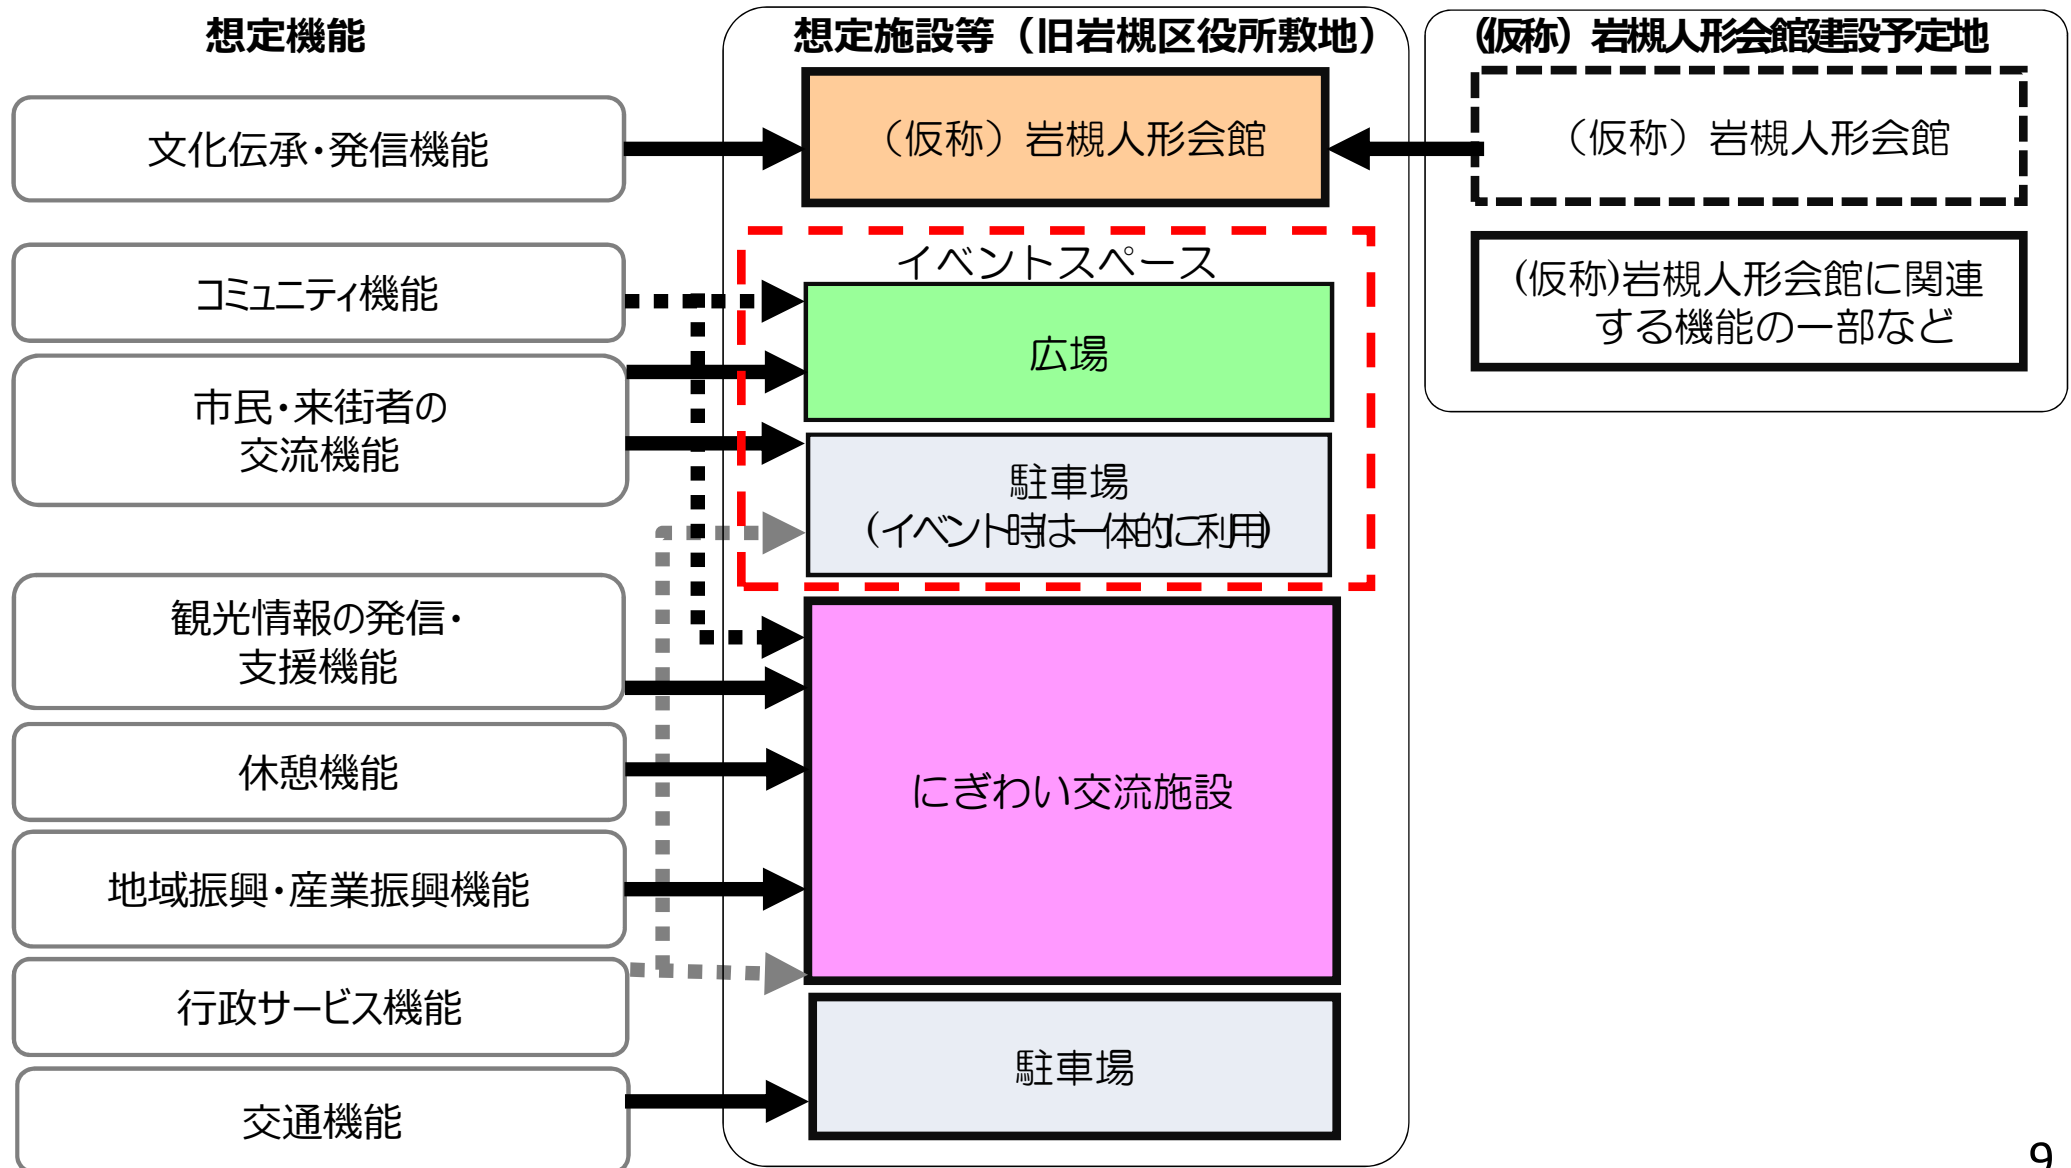 想定機能
文化伝承・発信機能
コミュニティ機能
市民・来街者の
交流機能
観光情報の発信・
支援機能
休憩機能
地域振興・産業振興機能
行政サービス機能
交通機能
想定施設等（旧岩槻区役所敷地）
（仮称）岩槻人形会館
イベントスペース
広場
駐車場
(イベント時は一体的に利用)
にぎわい交流施設
駐車場
(仮称）岩槻人形会館建設予定地
（仮称）岩槻人形会館
(仮称)岩槻人形会館に関連
する機能の一部など
9